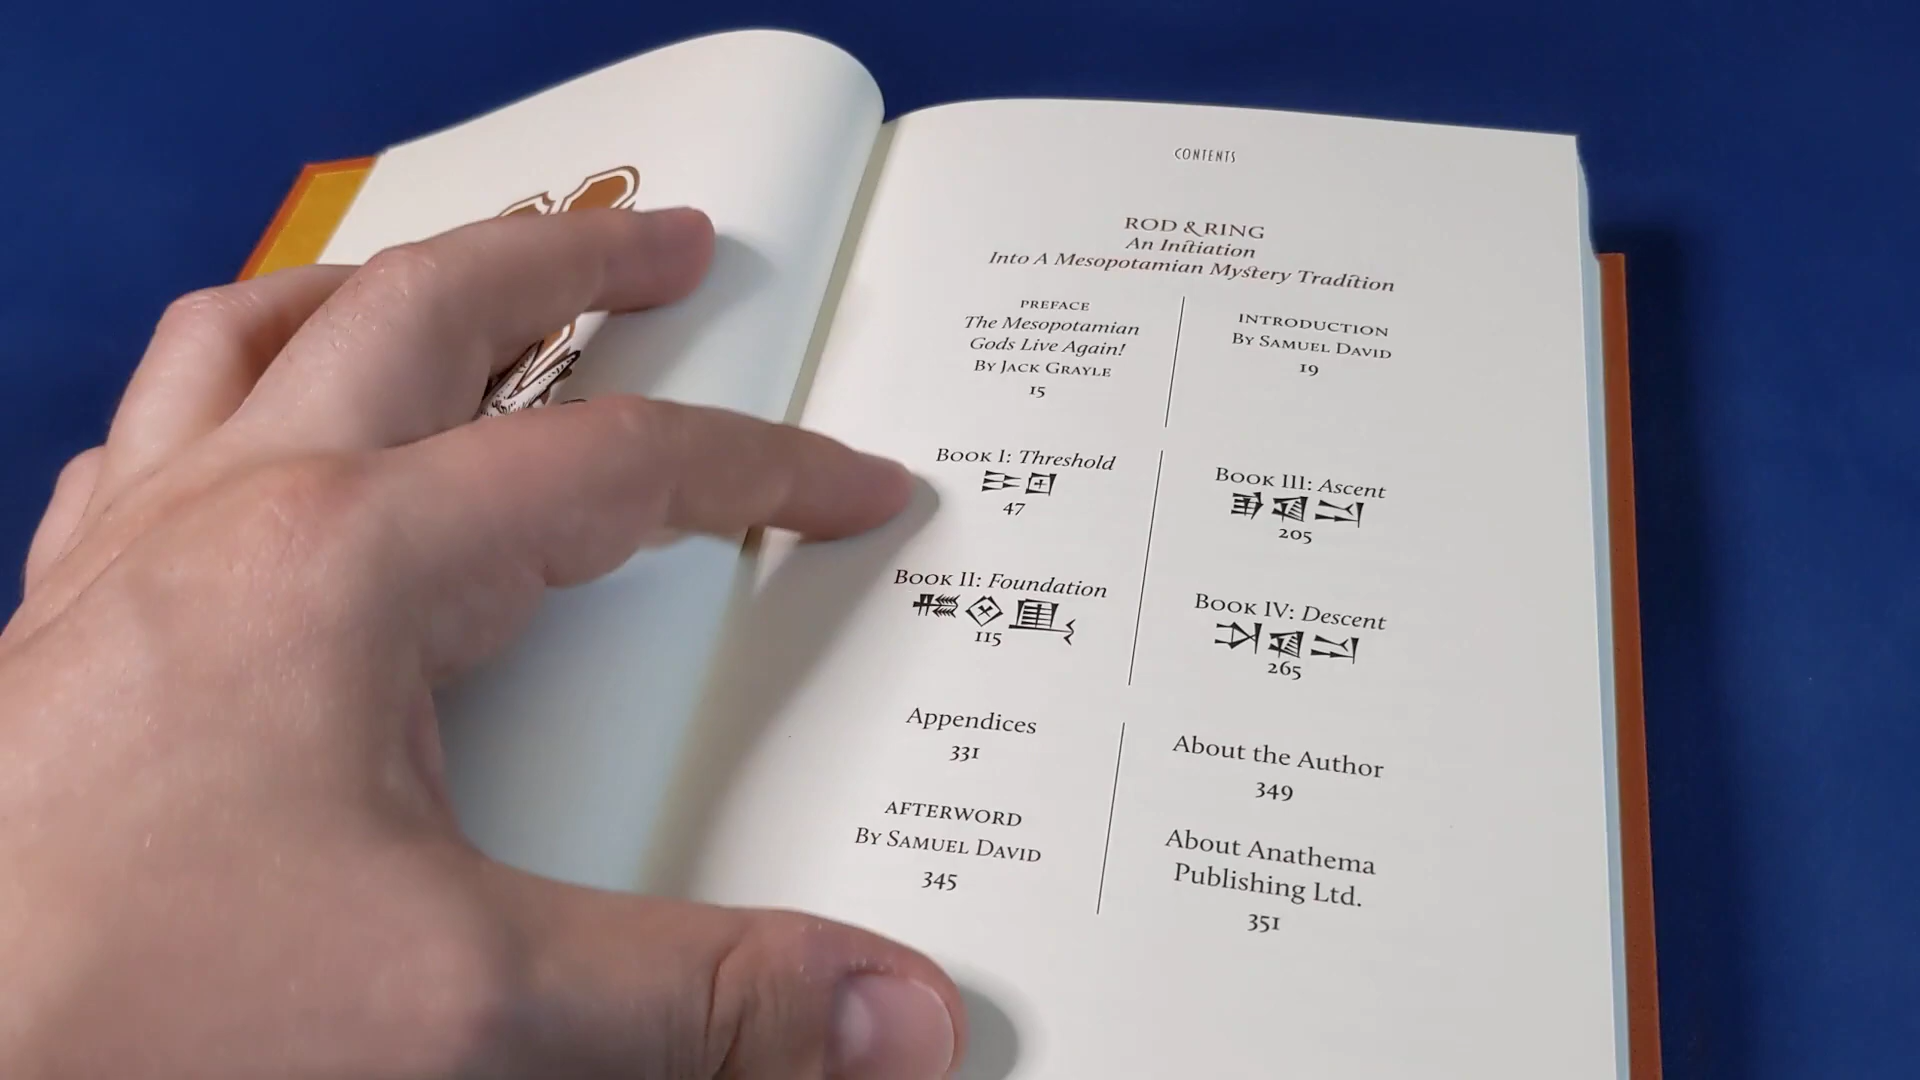 CONTENTS
ROD & RING
An Initiation
Into A Mesopotamian Mystery Tradition
PREFACE
The Mesopotamian
Gods Live Again!
BY JACK GRAYLE
15
INTRODUCTION
BY SAMUEL DAVID
19
BOOK I: Threshold
47
BOOK II: Foundation
115
BOOK III: Ascent
205
BOOK IV: Descent
265
Appendices
331
AFTERWORD
BY SAMUEL DAVID
345
About the Author
349
About Anathema
Publishing Ltd.
351